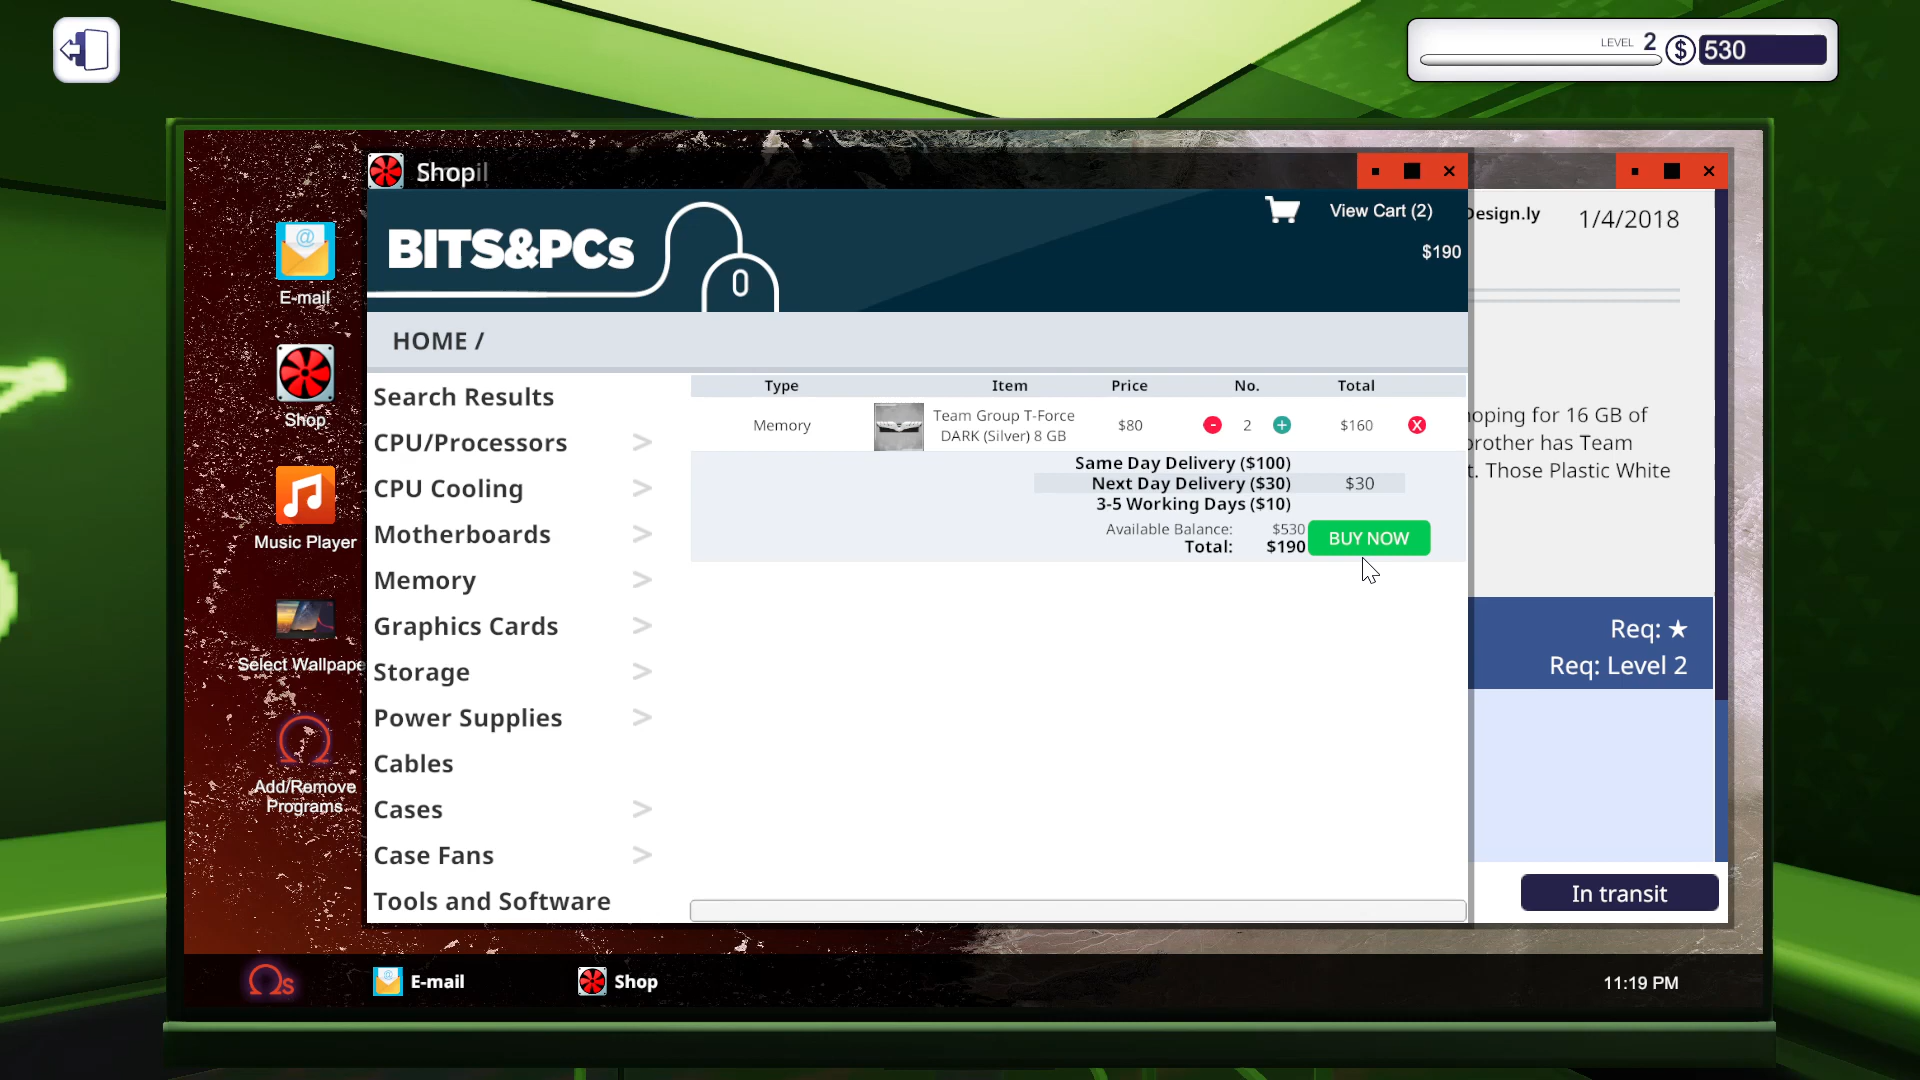 LEVEL 2 $ 530
Shop
Design.ly 1/4/2018
View Cart (2)
$190
BITS&PCs
HOME /
E-mail
Shop
Music Player
Select Wallpape
Add/Remove
Programs
Search Results
CPU/Processors >
CPU Cooling >
Motherboards >
Memory >
Graphics Cards >
Storage >
Power Supplies >
Cables
Cases >
Case Fans >
Tools and Software
Type Item Price No. Total
Memory Team Group T-Force DARK (Silver) 8 GB $80 - 2 + $160 X
Same Day Delivery ($100)
Next Day Delivery ($30) $30
3-5 Working Days ($10)
Available Balance: $530
Total: $190
BUY NOW
oping for 16 GB of
brother has Team
t. Those Plastic White
Req: ★
Req: Level 2
In transit
Ωs E-mail Shop 11:19 PM